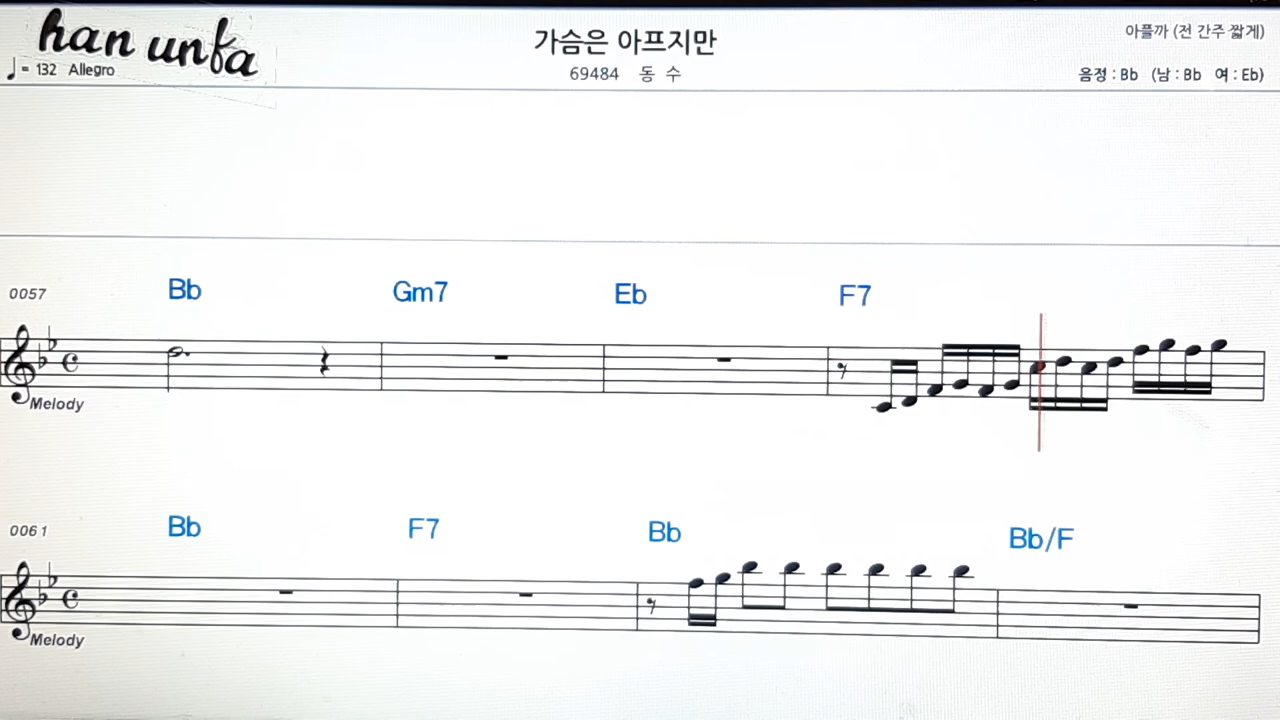 han unfa
♩= 132 Allegro
가슴은 아프지만
69484 동 수
아플까 (전 간주 짧게)
음정 : Bb (남 : Bb 여 : Eb)
0057 Bb Gm7 Eb F7
Melody
0061 Bb F7 Bb Bb/F
Melody